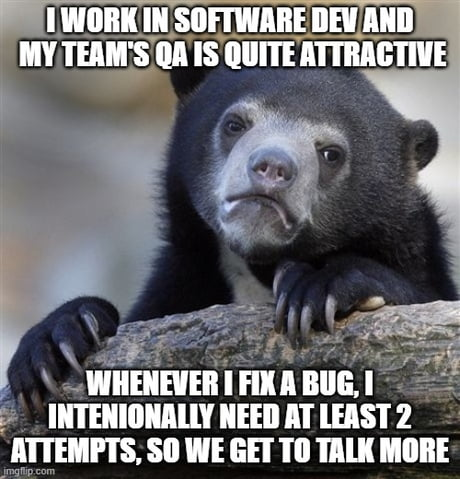 I WORK IN SOFTWARE DEV AND
MY TEAM'S QA IS QUITE ATTRACTIVE
WHENEVER I FIX A BUG, I
INTENIONALLY NEED AT LEAST 2
ATTEMPTS, SO WE GET TO TALK MORE
imgflip.com